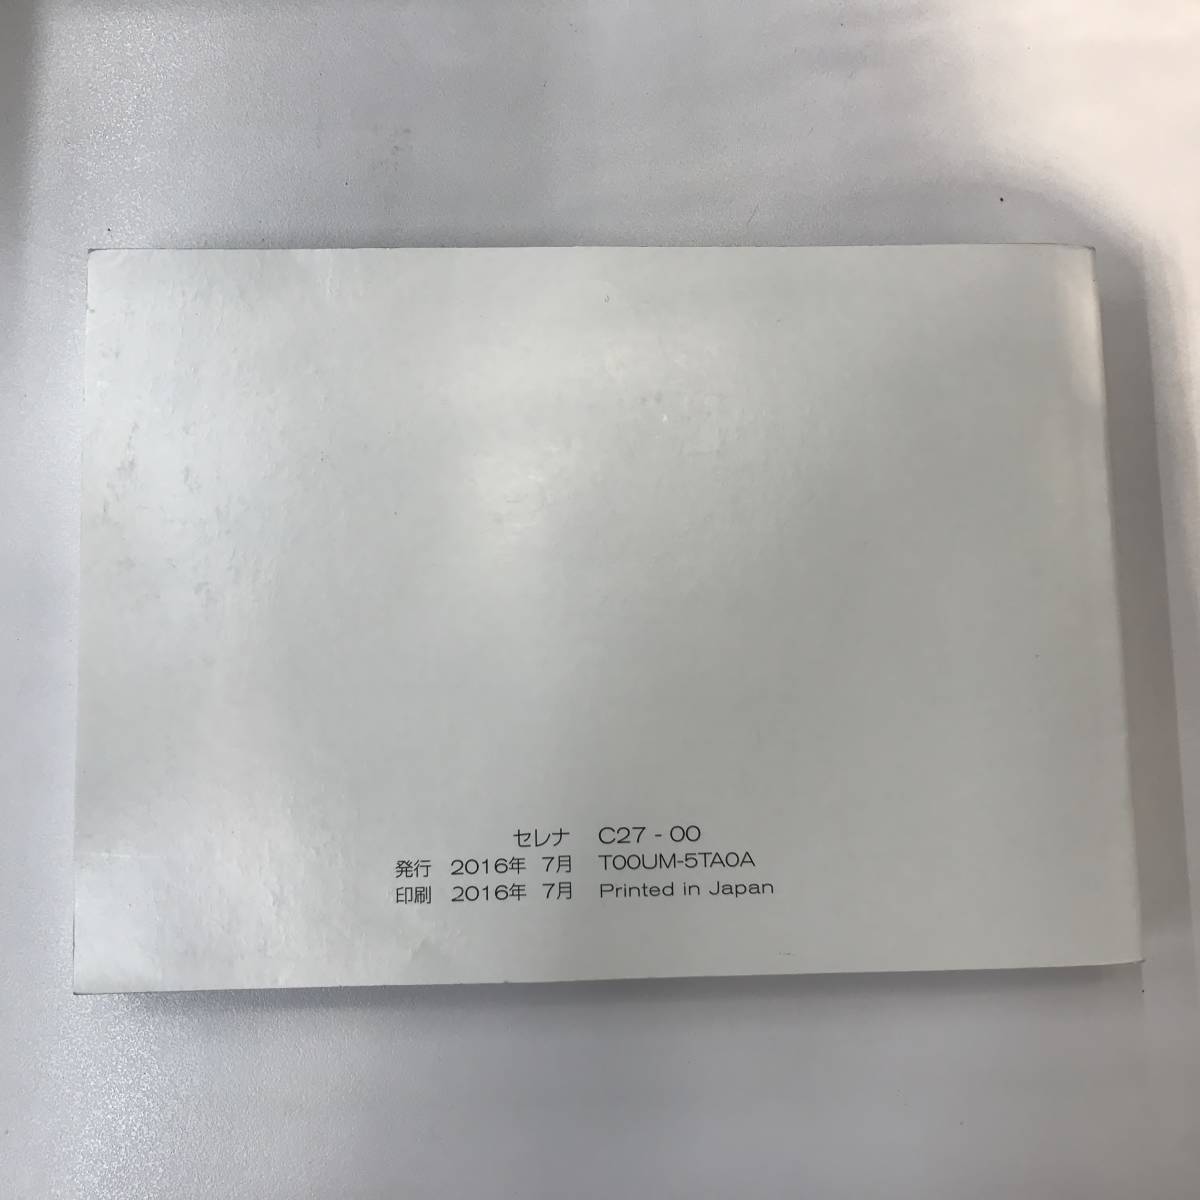 セレナ C27 - 00
発行 2016年 7月 T00UM-5TA0A
印刷 2016年 7月 Printed in Japan